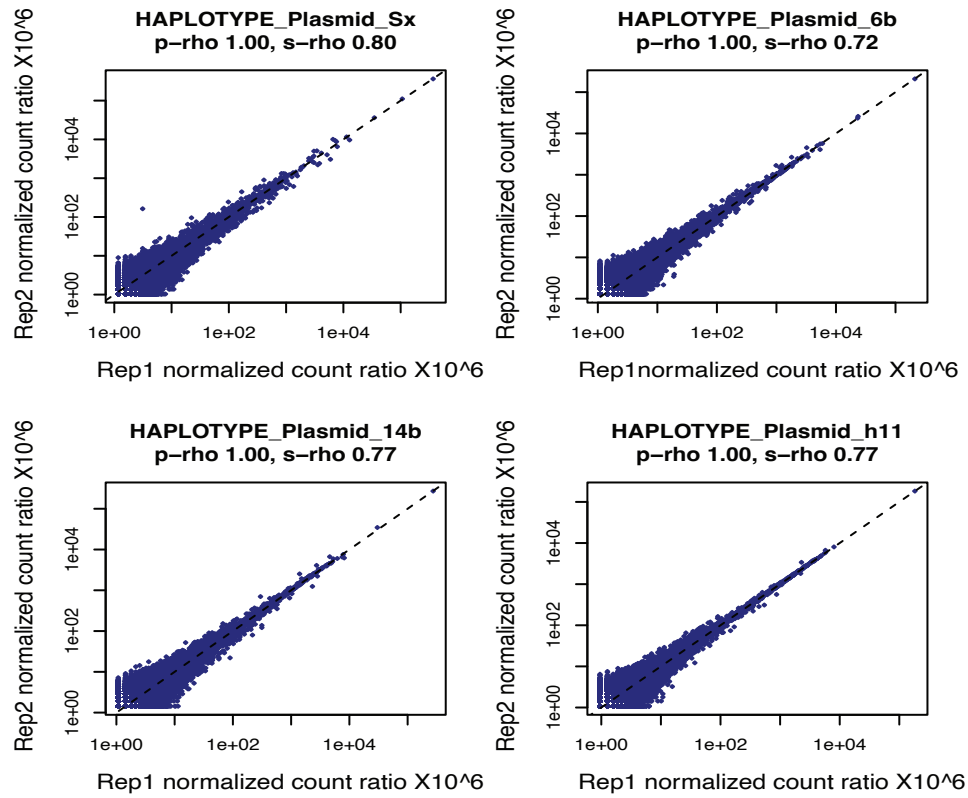 HAPLOTYPE_Plasmid_Sx
p−rho 1.00, s−rho 0.80
Rep2 normalized count ratio X10^6
1e+04
1e+02
1e+00
1e+00 1e+02 1e+04
Rep1 normalized count ratio X10^6
HAPLOTYPE_Plasmid_6b
p−rho 1.00, s−rho 0.72
Rep2 normalized count ratio X10^6
1e+04
1e+02
1e+00
1e+00 1e+02 1e+04
Rep1normalized count ratio X10^6
HAPLOTYPE_Plasmid_14b
p−rho 1.00, s−rho 0.77
Rep2 normalized count ratio X10^6
1e+04
1e+02
1e+00
1e+00 1e+02 1e+04
Rep1 normalized count ratio X10^6
HAPLOTYPE_Plasmid_h11
p−rho 1.00, s−rho 0.77
Rep2 normalized count ratio X10^6
1e+04
1e+02
1e+00
1e+00 1e+02 1e+04
Rep1 normalized count ratio X10^6